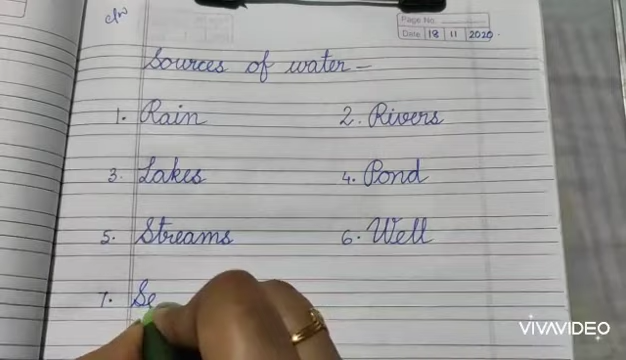 c/w
Page No.
Date 18 11 2020
Sources of water -
1. Rain 2. Rivers
3. Lakes 4. Pond
5. Streams 6. Well
7. Se
VIVAVIDEO